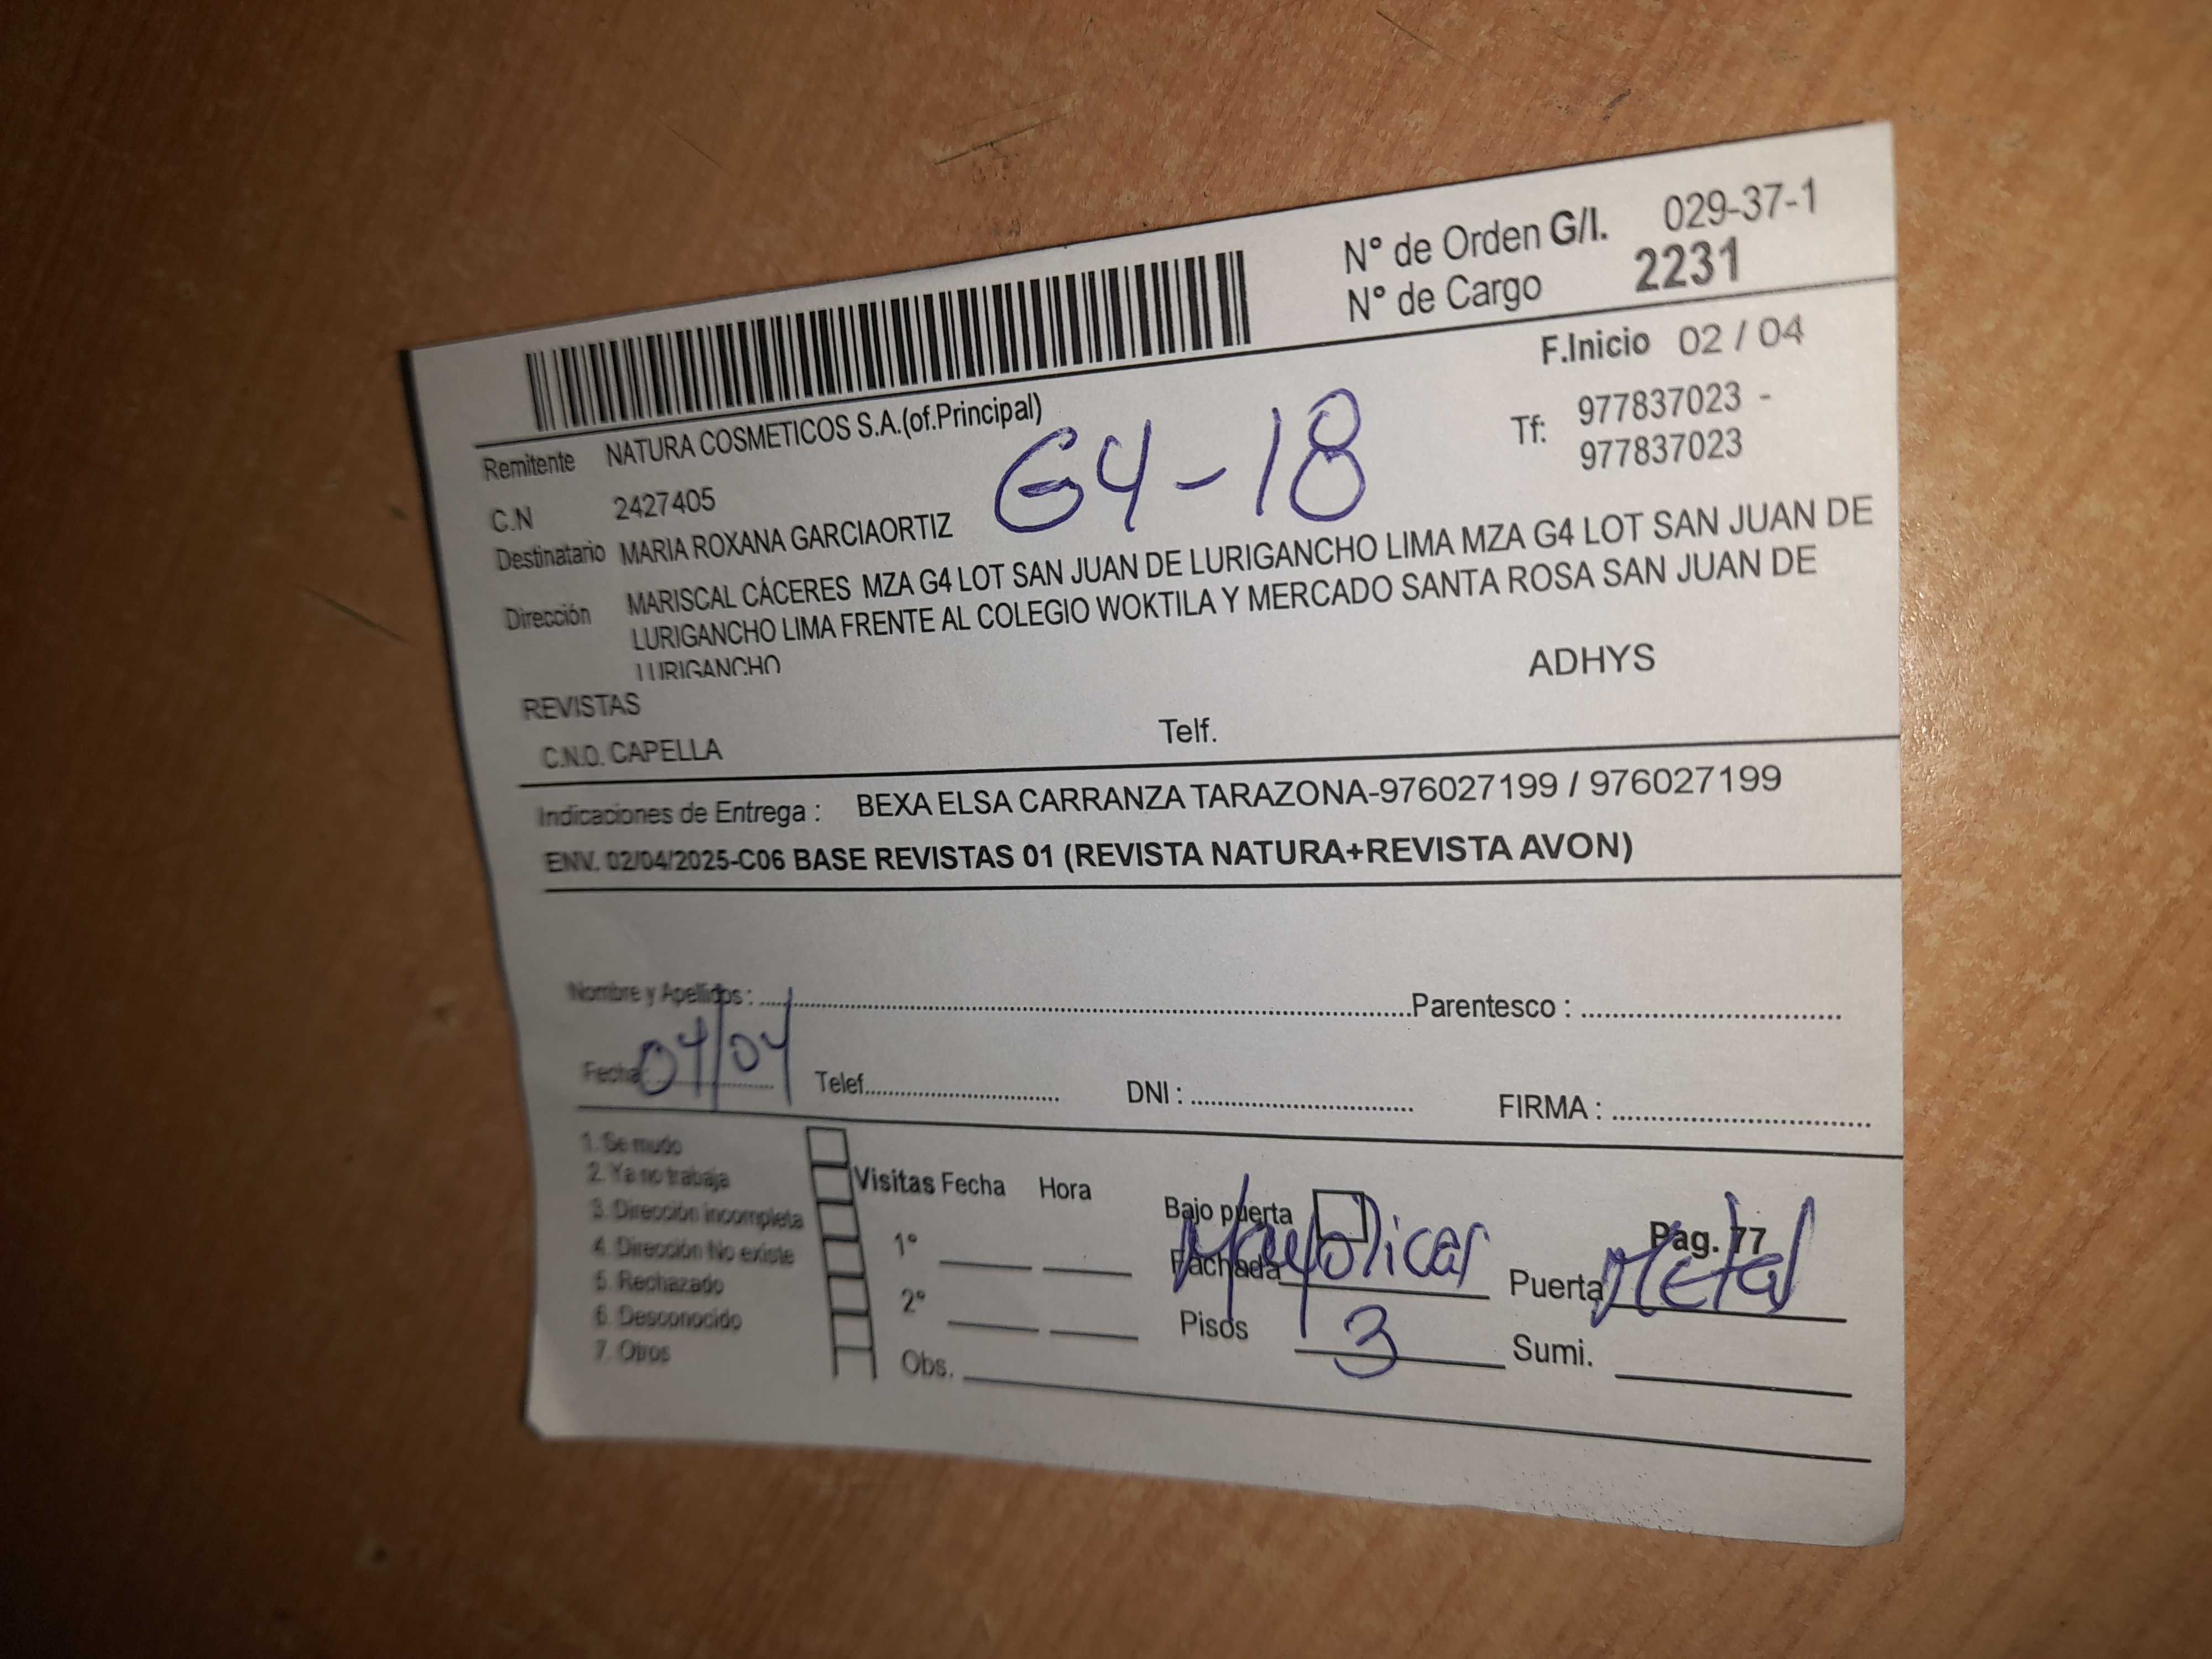 N° de Orden G/I. 029-37-1
N° de Cargo 2231
F.Inicio 02 / 04
Remitente NATURA COSMETICOS S.A.(of.Principal)
Tf: 977837023 -
977837023
G4-18
C.N 2427405
Destinatario MARIA ROXANA GARCIAORTIZ
Dirección MARISCAL CÁCERES MZA G4 LOT SAN JUAN DE LURIGANCHO LIMA MZA G4 LOT SAN JUAN DE
LURIGANCHO LIMA FRENTE AL COLEGIO WOKTILA Y MERCADO SANTA ROSA SAN JUAN DE
LURIGANCHO
REVISTAS ADHYS
C.N.O. CAPELLA Telf.
Indicaciones de Entrega : BEXA ELSA CARRANZA TARAZONA-976027199 / 976027199
ENV. 02/04/2025-C06 BASE REVISTAS 01 (REVISTA NATURA+REVISTA AVON)
Nombre y Apellidos : Parentesco :
Fecha 04/04 Telef. DNI : FIRMA :
1. Se mudo
2. Ya no trabaja
3. Dirección incompleta
4. Dirección No existe
5. Rechazado
6. Desconocido
7. Otros
Visitas Fecha Hora
1°
2°
Obs.
Bajo puerta Pag. 77
Fachada Puerta Metal
Pisos 3 Sumi.